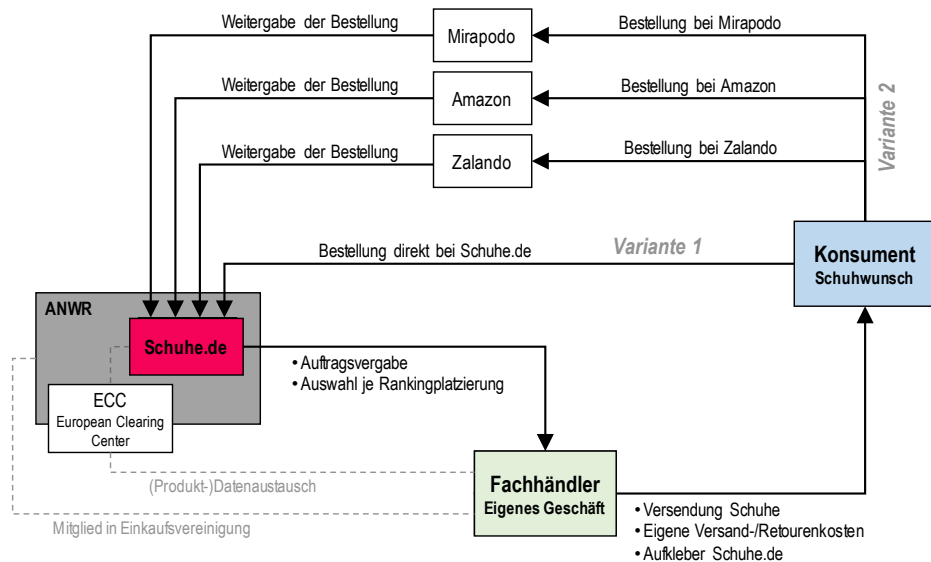 Weitergabe der Bestellung
Mirapodo
Bestellung bei Mirapodo
Weitergabe der Bestellung
Amazon
Bestellung bei Amazon
Variante 2
Weitergabe der Bestellung
Zalando
Bestellung bei Zalando
Bestellung direkt bei Schuhe.de
Variante 1
Konsument
Schuhwunsch
ANWR
Schuhe.de
• Auftragsvergabe
• Auswahl je Rankingplatzierung
ECC
European Clearing
Center
(Produkt-)Datenaustausch
Mitglied in Einkaufsvereinigung
Fachhändler
Eigenes Geschäft
• Versendung Schuhe
• Eigene Versand-/Retourenkosten
• Aufkleber Schuhe.de